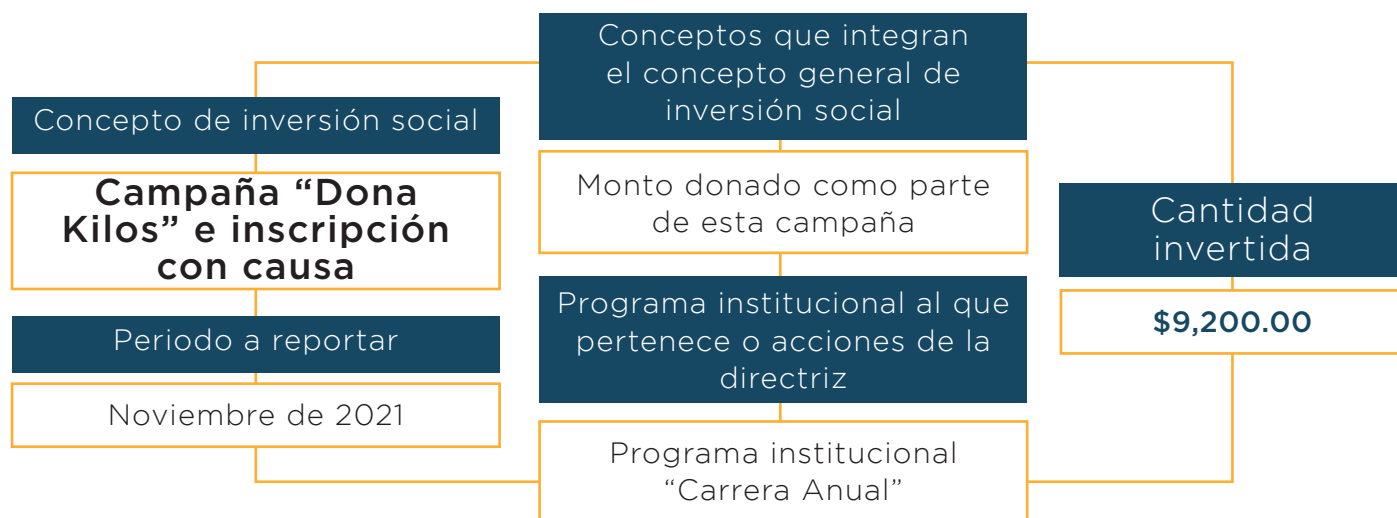 Concepto de inversión social
Campaña “Dona
Kilos” e inscripción
con causa
Periodo a reportar
Noviembre de 2021
Conceptos que integran
el concepto general de
inversión social
Monto donado como parte
de esta campaña
Programa institucional al que
pertenece o acciones de la
directriz
Programa institucional
“Carrera Anual”
Cantidad
invertida
$9,200.00